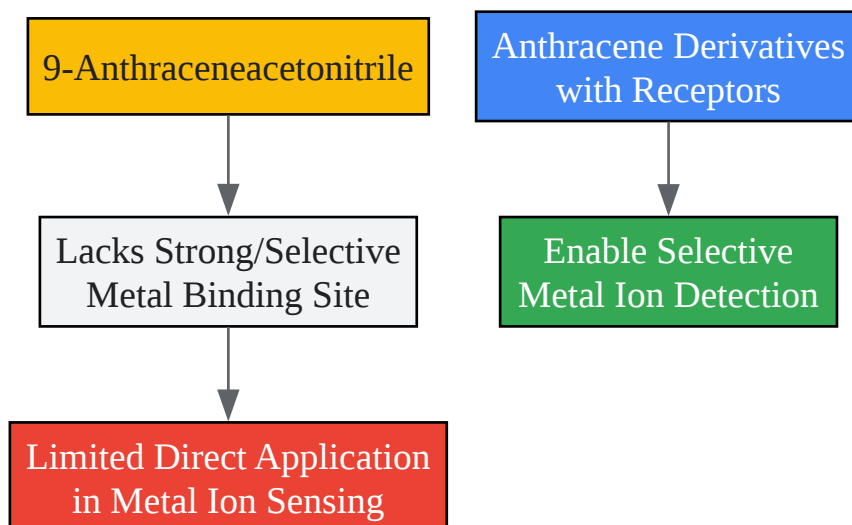 9-Anthraceneacetonitrile
Lacks Strong/Selective
Metal Binding Site
Limited Direct Application
in Metal Ion Sensing
Anthracene Derivatives
with Receptors
Enable Selective
Metal Ion Detection